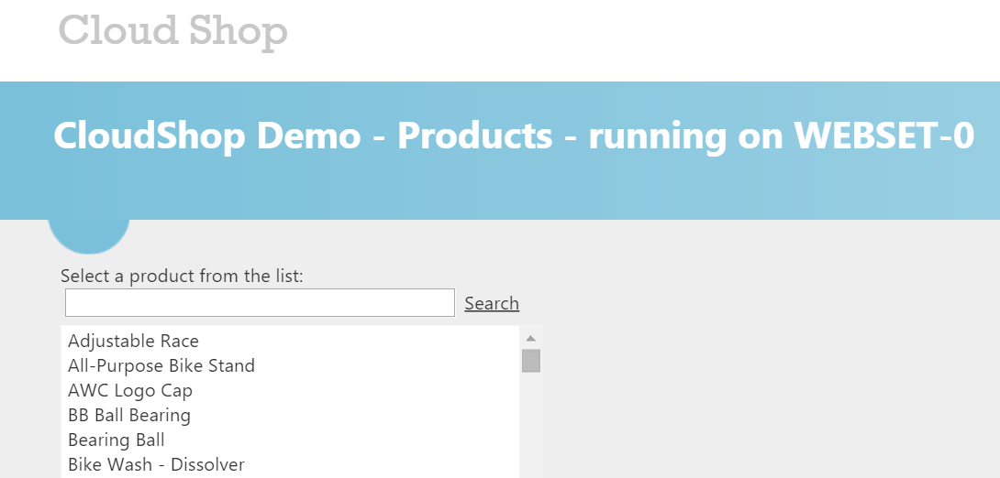 Cloud Shop
CloudShop Demo - Products - running on WEBSET-0
Select a product from the list:
Search
Adjustable Race
All-Purpose Bike Stand
AWC Logo Cap
BB Ball Bearing
Bearing Ball
Bike Wash - Dissolver